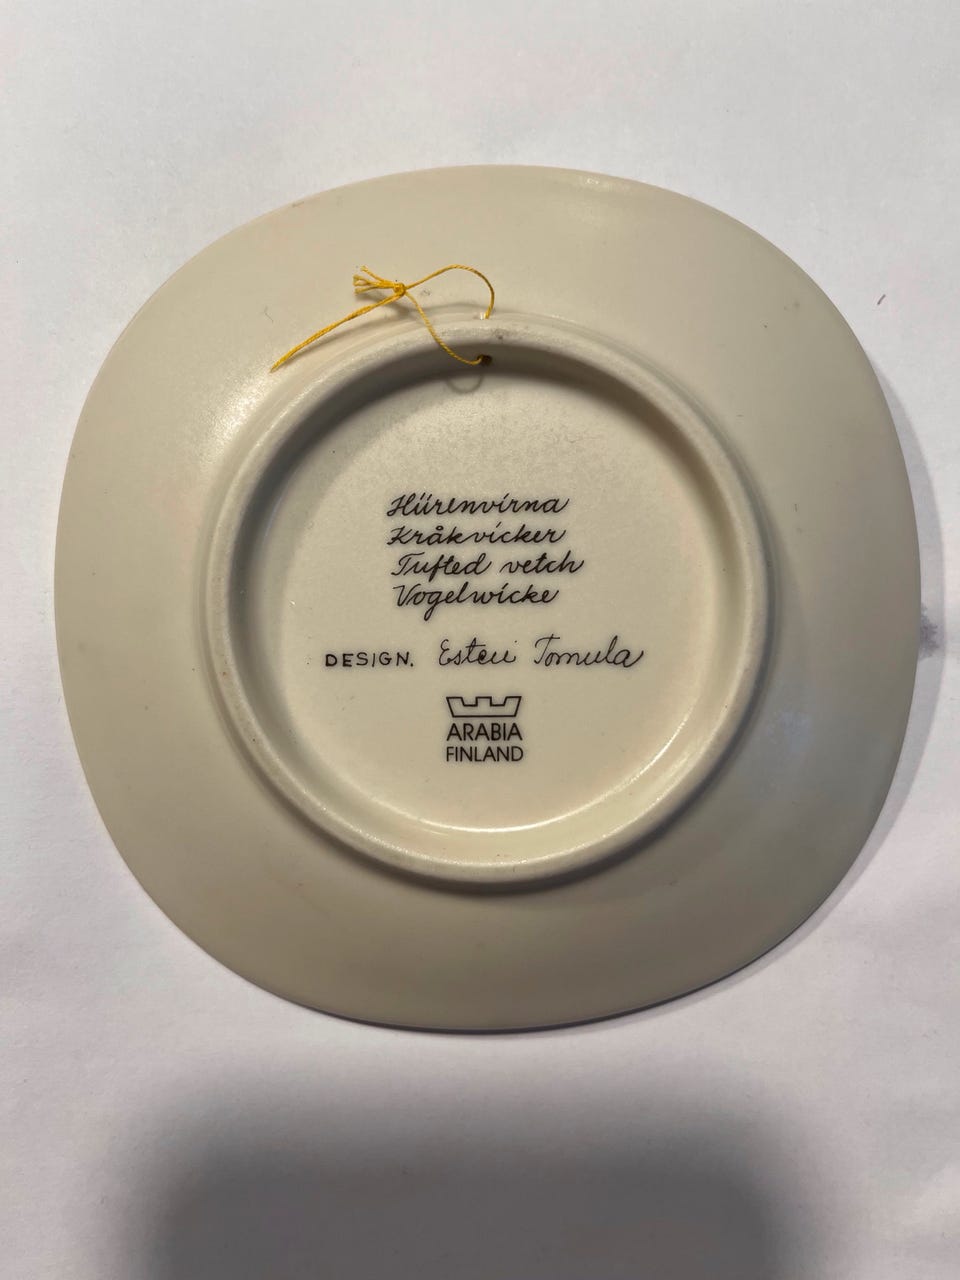 Hiirenvirna
Kråkvicker
Tufted vetch
Vogelwicke
DESIGN. Esteri Tomula
ARABIA
FINLAND